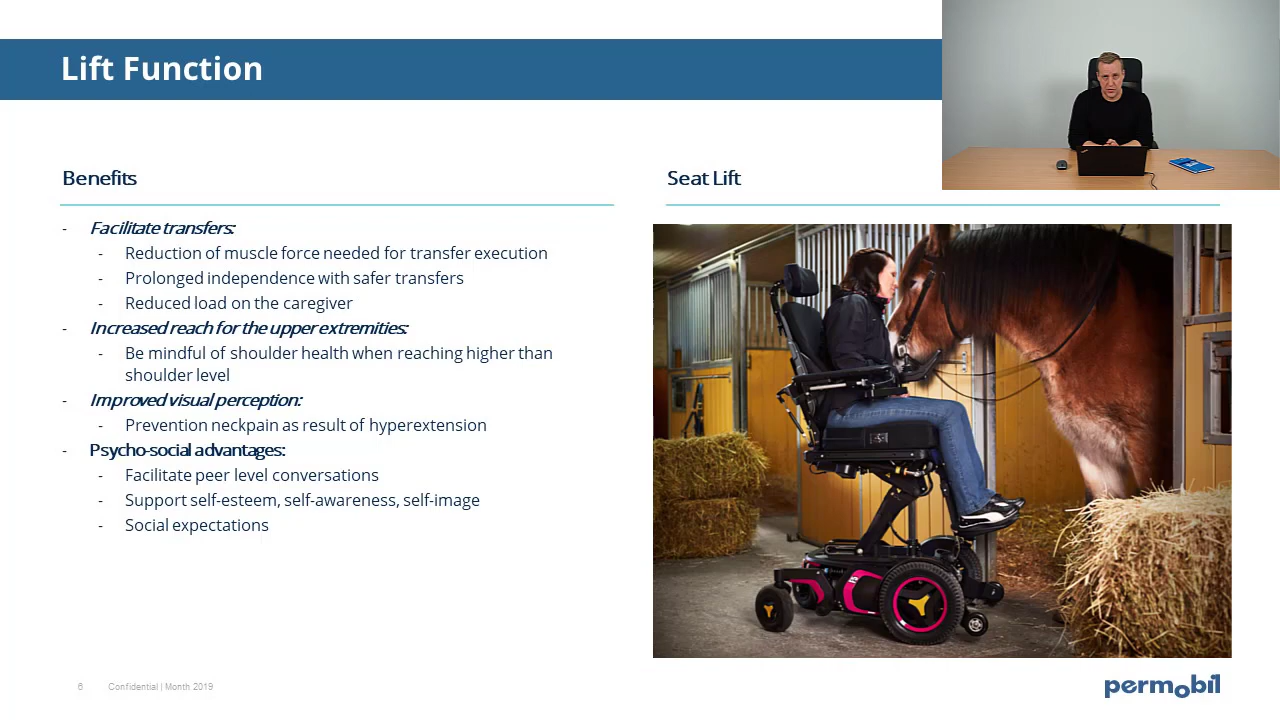 Lift Function
Benefits
- Facilitate transfers:
- Reduction of muscle force needed for transfer execution
- Prolonged independence with safer transfers
- Reduced load on the caregiver
- Increased reach for the upper extremities:
- Be mindful of shoulder health when reaching higher than
shoulder level
- Improved visual perception:
- Prevention neckpain as result of hyperextension
- Psycho-social advantages:
- Facilitate peer level conversations
- Support self-esteem, self-awareness, self-image
- Social expectations
Seat Lift
6 Confidential | Month 2019
permobil